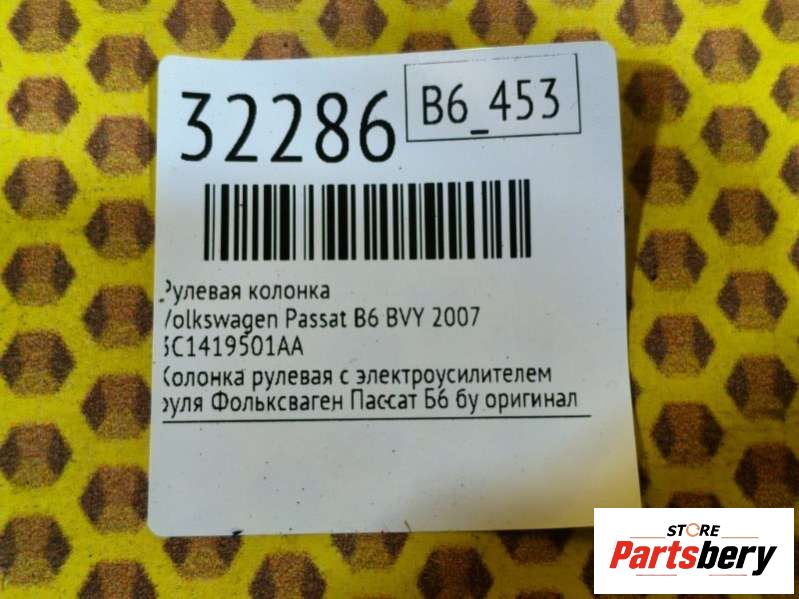 32286
B6_453
Рулевая колонка
Volkswagen Passat B6 BVY 2007
3C1419501AA
Колонка рулевая с электроусилителем
руля Фольксваген Пассат Б6 бу оригинал
STORE
Partsbery